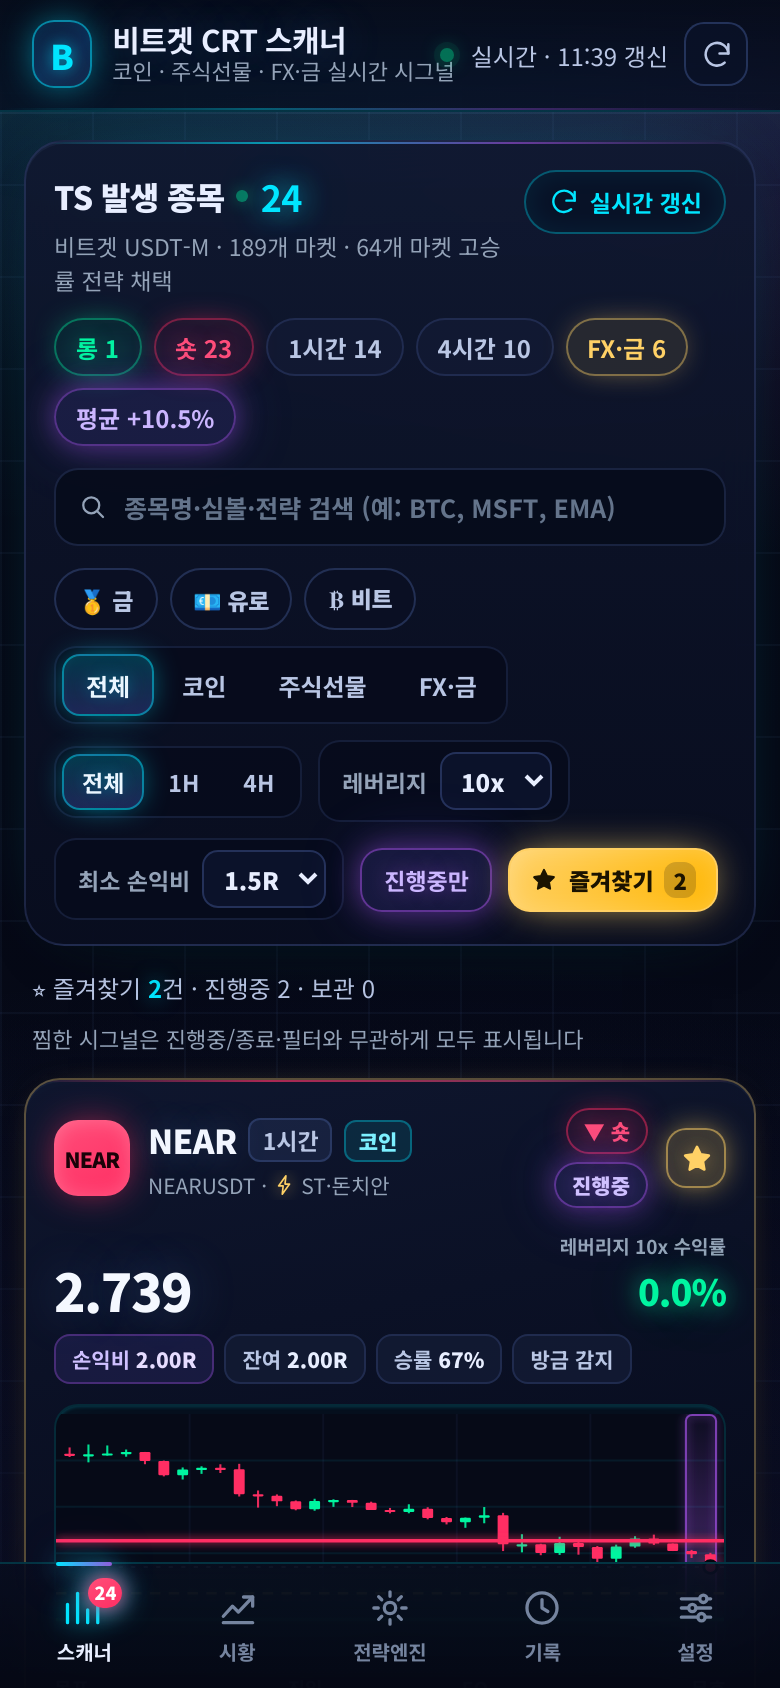 B
비트겟 CRT 스캐너
코인 · 주식선물 · FX·금 실시간 시그널
실시간 · 11:39 갱신
TS 발생 종목 24
실시간 갱신
비트겟 USDT-M · 189개 마켓 · 64개 마켓 고승
률 전략 채택
롱 1 숏 23 1시간 14 4시간 10 FX·금 6
평균 +10.5%
종목명·심볼·전략 검색 (예: BTC, MSFT, EMA)
🥇 금 💶 유로 ₿ 비트
전체 코인 주식선물 FX·금
전체 1H 4H 레버리지 10x
최소 손익비 1.5R 진행중만 ★ 즐겨찾기 2
☆ 즐겨찾기 2건 · 진행중 2 · 보관 0
찜한 시그널은 진행중/종료·필터와 무관하게 모두 표시됩니다
NEAR
NEAR 1시간 코인
▼ 숏
NEARUSDT · ⚡ ST·돈치안
진행중
레버리지 10x 수익률
2.739
0.0%
손익비 2.00R 잔여 2.00R 승률 67% 방금 감지
24
스캐너 시황 전략엔진 기록 설정